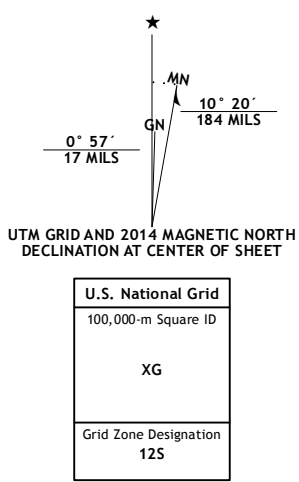 ★
MN
GN
10° 20´
184 MILS
0° 57´
17 MILS
UTM GRID AND 2014 MAGNETIC NORTH
DECLINATION AT CENTER OF SHEET
U.S. National Grid
100,000-m Square ID
XG
Grid Zone Designation
12S